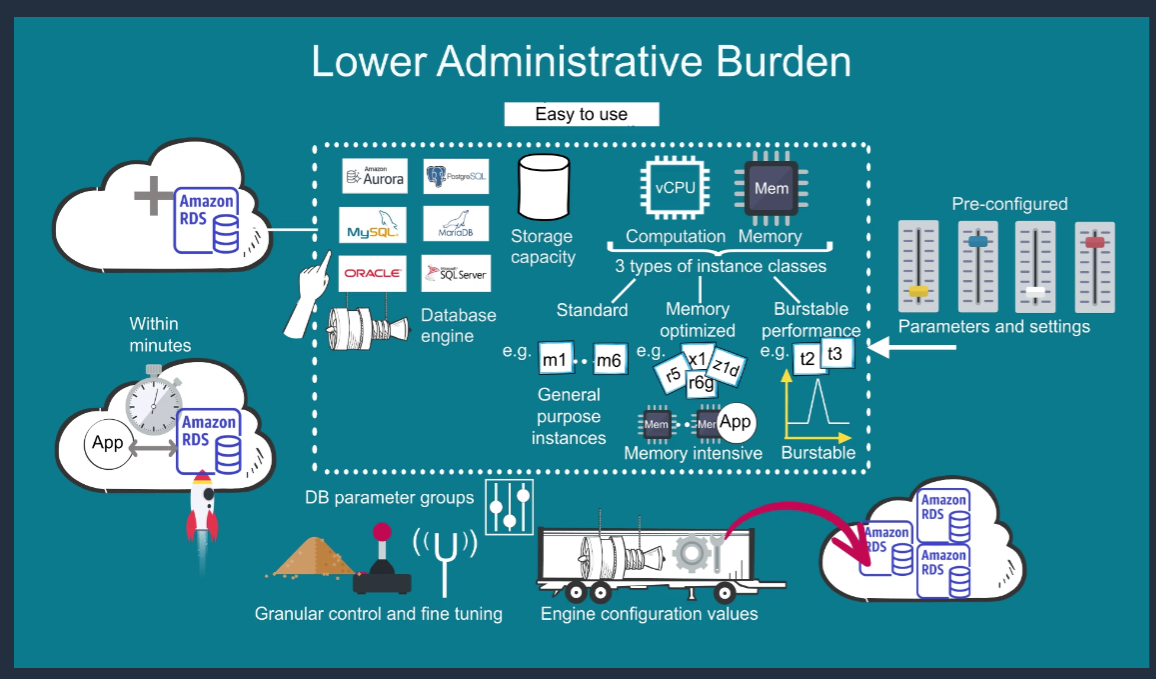 Lower Administrative Burden
Easy to use
Amazon
RDS
Amazon
Aurora
PostgreSQL
MySQL
MariaDB
ORACLE
Microsoft
SQL Server
Database
engine
Storage
capacity
vCPU
Mem
Computation
Memory
3 types of instance classes
Standard
Memory
optimized
Burstable
performance
e.g.
m1
m6
General
purpose
instances
e.g.
r5
x1
r6g
z1d
Mem
Mem
App
Memory intensive
e.g.
t2
t3
Burstable
Pre-configured
Parameters and settings
Within
minutes
App
Amazon
RDS
DB parameter groups
Granular control and fine tuning
Engine configuration values
Amazon
RDS
Amazon
RDS
Amazon
RDS